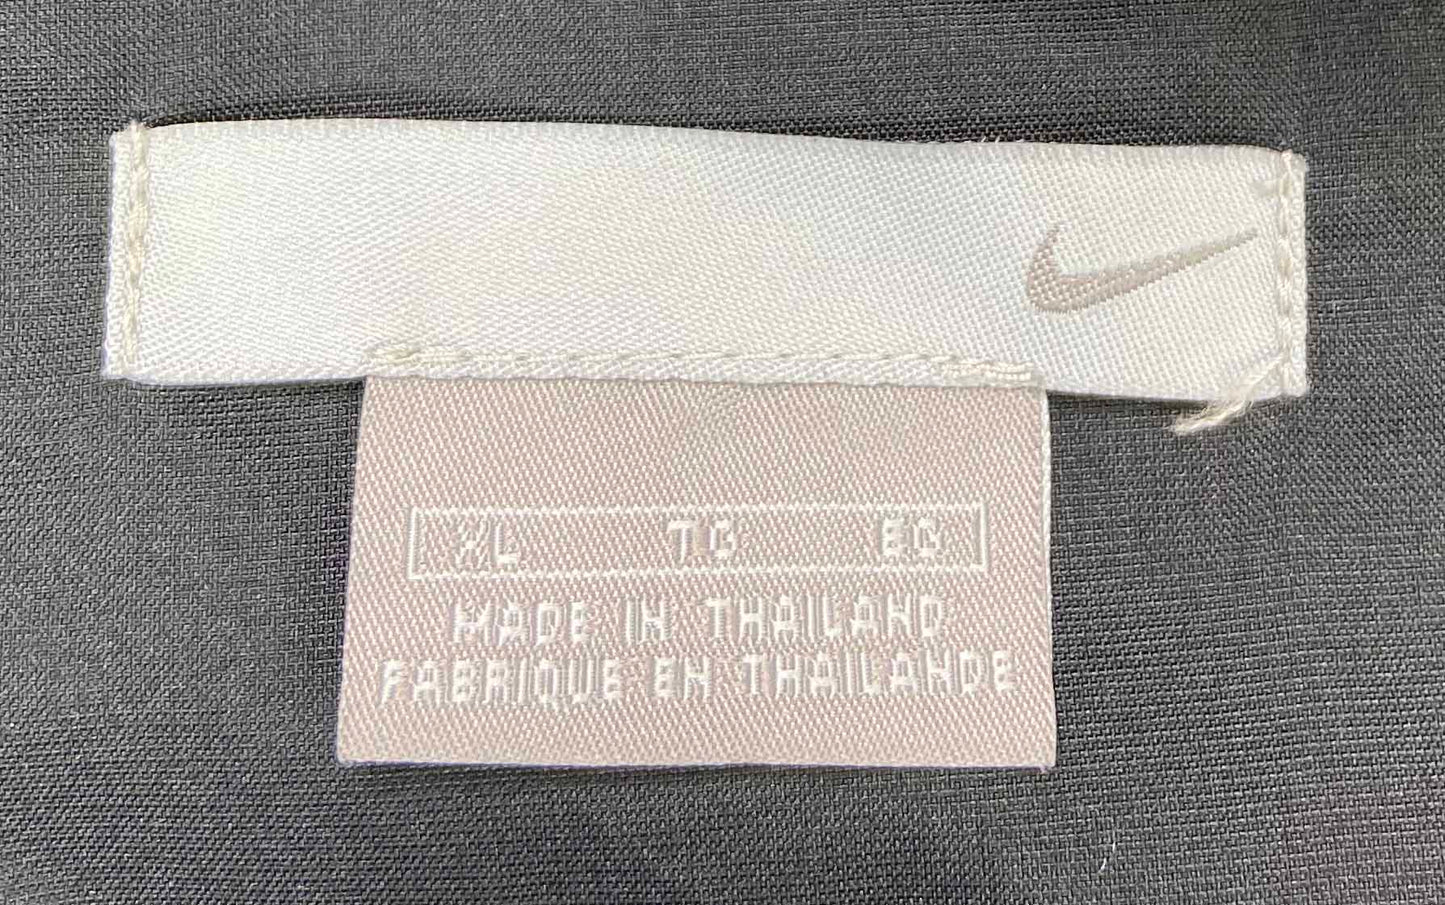 XL TG EG
MADE IN THAILAND
FABRIQUE EN THAILANDE